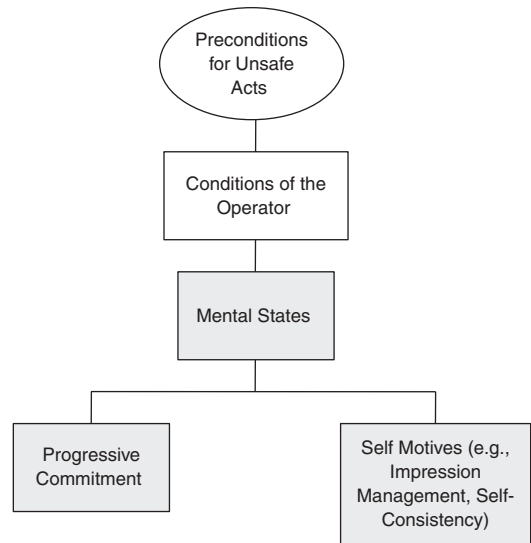 Preconditions
for Unsafe
Acts
Conditions of the
Operator
Mental States
Progressive
Commitment
Self Motives (e.g.,
Impression
Management, Self-
Consistency)